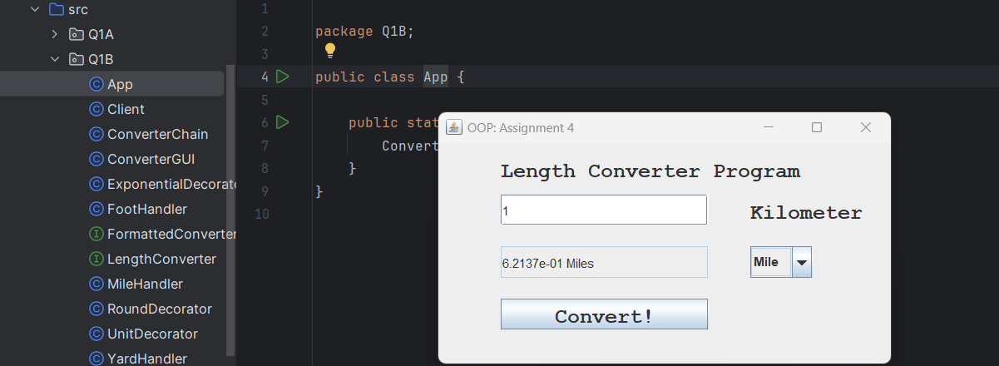 src
Q1A
Q1B
App
Client
ConverterChain
ConverterGUI
ExponentialDecorato
FootHandler
FormattedConverter
LengthConverter
MileHandler
RoundDecorator
UnitDecorator
YardHandler
1
2 package Q1B;
3
4 public class App {
5
6 public stat
7 Convert
8 }
9 }
10
OOP: Assignment 4
Length Converter Program
1 Kilometer
6.2137e-01 Miles Mile
Convert!